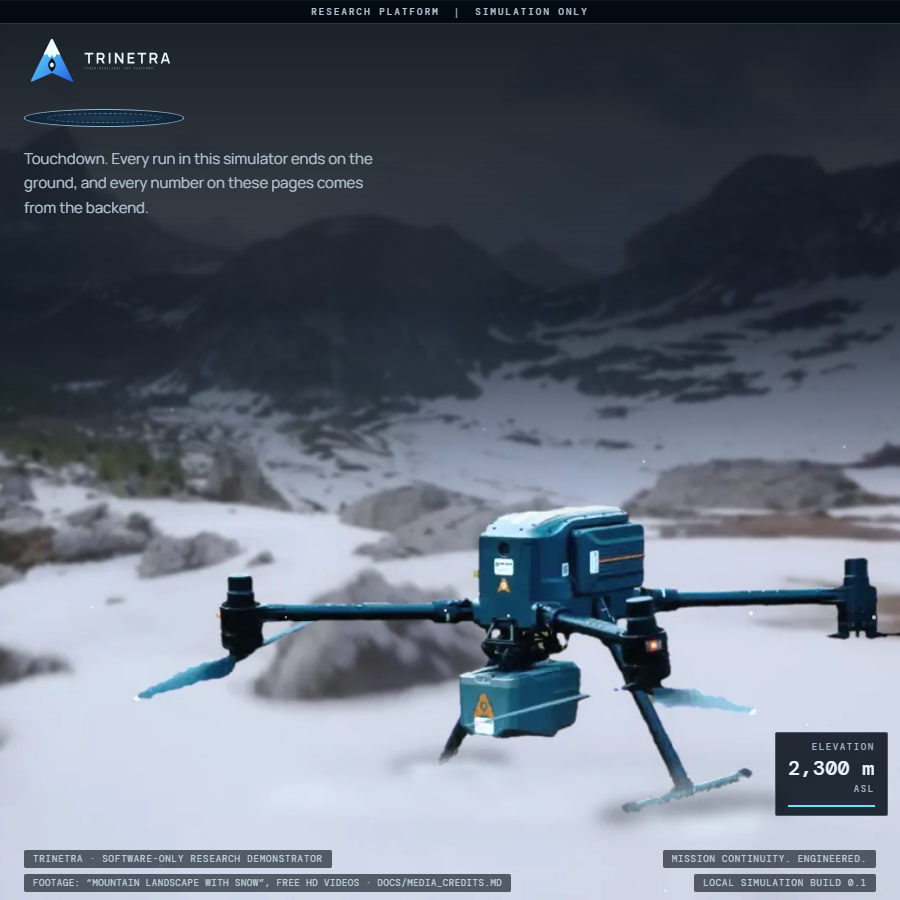 RESEARCH PLATFORM | SIMULATION ONLY
TRINETRA
Touchdown. Every run in this simulator ends on the
ground, and every number on these pages comes
from the backend.
ELEVATION
2,300 m
ASL
TRINETRA · SOFTWARE-ONLY RESEARCH DEMONSTRATOR
MISSION CONTINUITY. ENGINEERED.
FOOTAGE: “MOUNTAIN LANDSCAPE WITH SNOW”, FREE HD VIDEOS · DOCS/MEDIA_CREDITS.MD
LOCAL SIMULATION BUILD 0.1